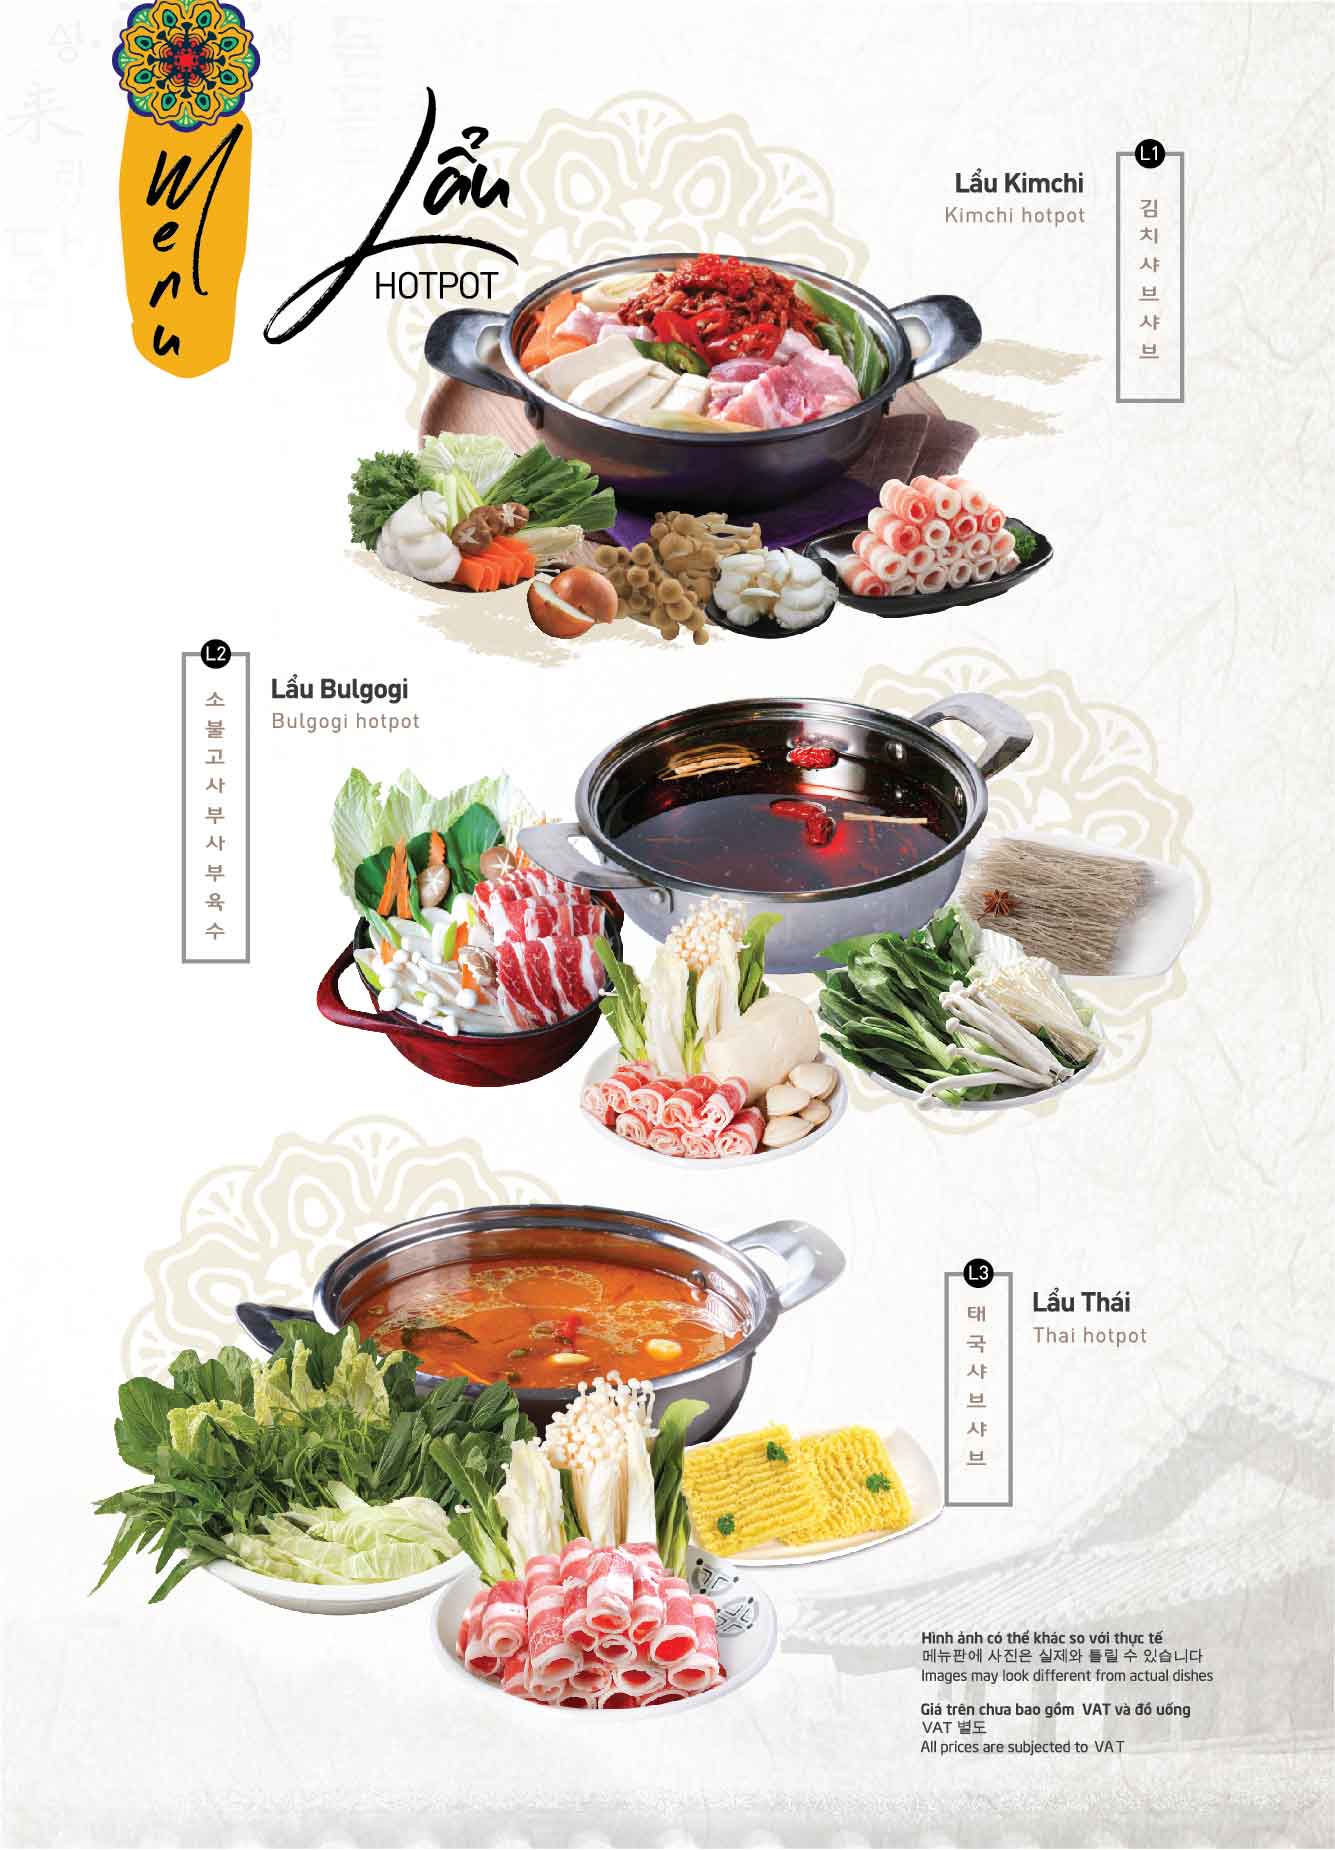 Menu
Lẩu
HOTPOT
L1
김치샤브샤브
Lẩu Kimchi
Kimchi hotpot
L2
소불고사부사부육수
Lẩu Bulgogi
Bulgogi hotpot
L3
태국샤브샤브
Lẩu Thái
Thai hotpot
Hình ảnh có thể khác so với thực tế
메뉴판에 사진은 실제와 틀릴 수 있습니다
Images may look different from actual dishes
Giá trên chưa bao gồm VAT và đồ uống
VAT 별도
All prices are subjected to VAT